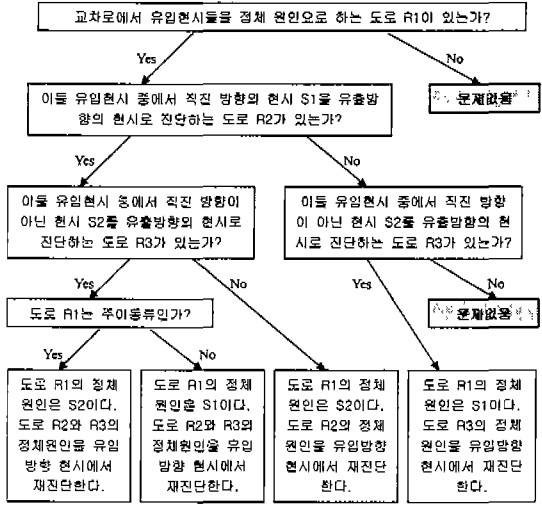 교차로에서 유입현시들을 정체 원인으로 하는 도로 R1이 있는가?
Yes
No
이들 유입현시 중에서 직진 방향의 현시 S1을 유출방
향의 현시로 진단하는 도로 R2가 있는가?
문제없음
Yes
No
이들 유입현시 중에서 직진 방향이
아닌 현시 S2를 유출방향의 현시로
진단하는 도로 R3가 있는가?
이들 유입현시 중에서 직진 방향
이 아닌 현시 S2를 유출방향의 현
시로 진단하는 도로 R3가 있는가?
Yes
No
Yes
No
도로 R1는 주이동류인가?
문제없음
Yes
No
도로 R1의 정체
원인은 S2이다.
도로 R2와 R3의
정체원인을 유입
방향 현시에서
재진단한다.
도로 R1의 정체
원인을 S1이다.
도로 R2와 R3의
정체원인을 유입
방향 현시에서
재진단한다.
도로 R1의 정체
원인은 S2이다.
도로 R2의 정체
원인을 유입방향
현시에서 재진단
한다.
도로 R1의 정체
원인은 S1이다.
도로 R3의 정체
원인을 유입방향
현시에서 재진단
한다.